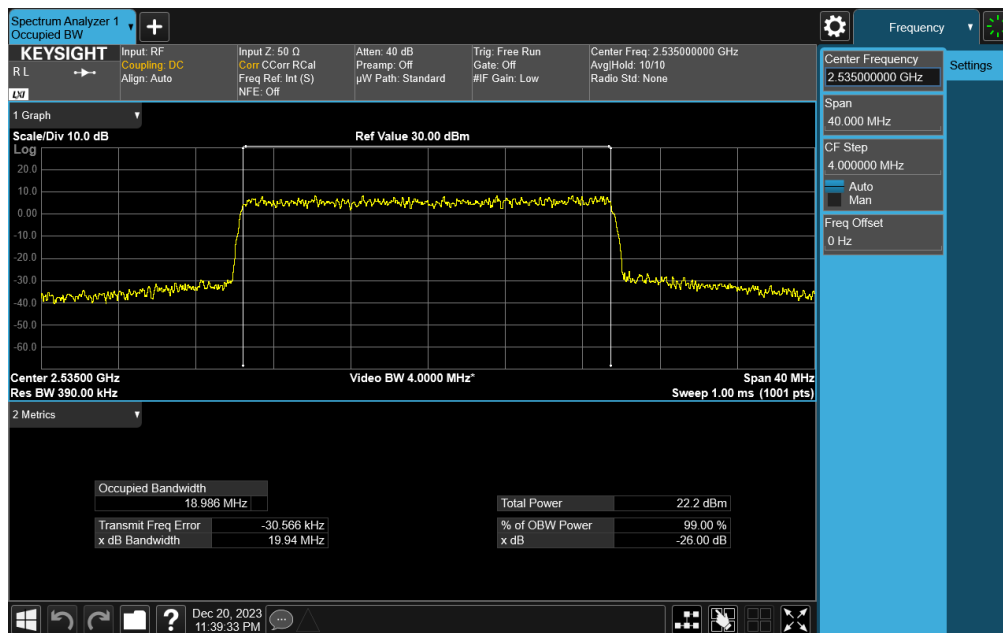 Spectrum Analyzer 1
Occupied BW
Frequency
KEYSIGHT
R L
LXI
Input: RF
Coupling: DC
Align: Auto
Input Z: 50 Ω
Corr CCorr RCal
Freq Ref: Int (S)
NFE: Off
Atten: 40 dB
Preamp: Off
µW Path: Standard
Trig: Free Run
Gate: Off
#IF Gain: Low
Center Freq: 2.535000000 GHz
Avg|Hold: 10/10
Radio Std: None
Center Frequency
2.535000000 GHz
Settings
Span
40.000 MHz
CF Step
4.000000 MHz
Auto
Man
Freq Offset
0 Hz
1 Graph
Scale/Div 10.0 dB
Ref Value 30.00 dBm
Log
20.0
10.0
0.00
-10.0
-20.0
-30.0
-40.0
-50.0
-60.0
Center 2.53500 GHz
Video BW 4.0000 MHz*
Span 40 MHz
Res BW 390.00 kHz
Sweep 1.00 ms (1001 pts)
2 Metrics
Occupied Bandwidth
18.986 MHz
Total Power 22.2 dBm
Transmit Freq Error -30.566 kHz
% of OBW Power 99.00 %
x dB Bandwidth 19.94 MHz
x dB -26.00 dB
?
Dec 20, 2023
11:39:33 PM